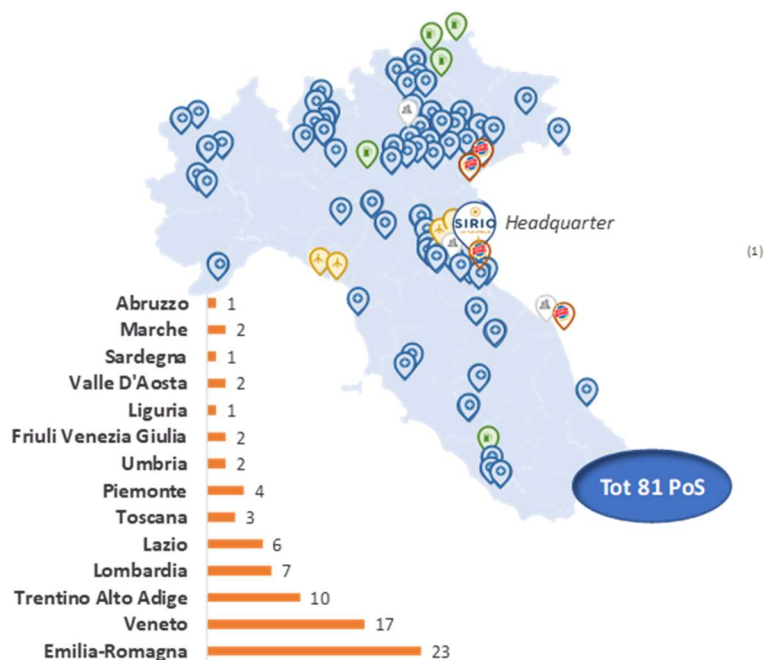 SIRIO
Headquarter
(1)
Abruzzo 1
Marche 2
Sardegna 1
Valle D'Aosta 2
Liguria 1
Friuli Venezia Giulia 2
Umbria 2
Piemonte 4
Toscana 3
Lazio 6
Lombardia 7
Trentino Alto Adige 10
Veneto 17
Emilia-Romagna 23
Tot 81 PoS